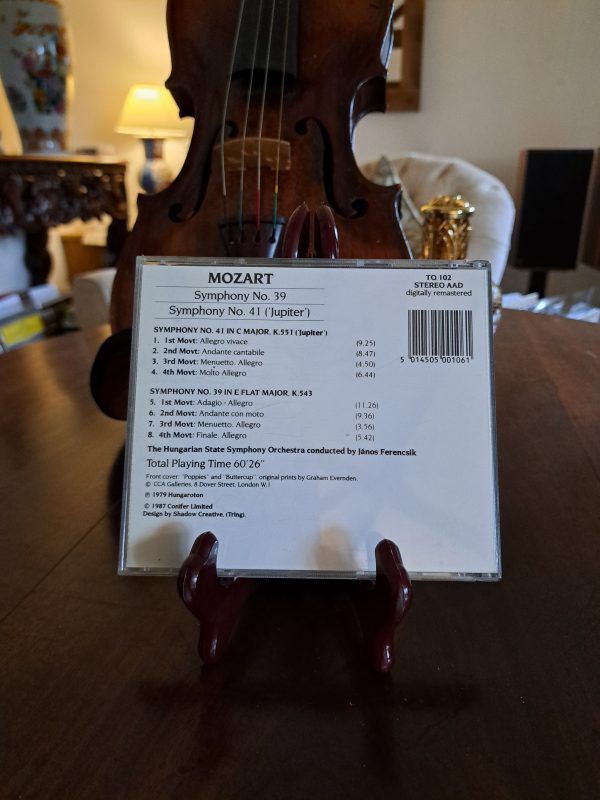 MOZART
Symphony No. 39
Symphony No. 41 ('Jupiter')
TQ 102
STEREO AAD
digitally remastered
5 014505 001061
SYMPHONY NO. 41 IN C MAJOR, K.551 ('Jupiter')
1. 1st Movt: Allegro vivace (9.25)
2. 2nd Movt: Andante cantabile (8.47)
3. 3rd Movt: Menuetto. Allegro (4.50)
4. 4th Movt: Molto Allegro (6.44)
SYMPHONY NO. 39 IN E FLAT MAJOR, K.543
5. 1st Movt: Adagio - Allegro (11.26)
6. 2nd Movt: Andante con moto (9.36)
7. 3rd Movt: Menuetto. Allegro (3.56)
8. 4th Movt: Finale. Allegro (5.42)
The Hungarian State Symphony Orchestra conducted by János Ferencsik
Total Playing Time 60'26"
Front cover: "Poppies" and "Buttercup", original prints by Graham Evernden.
© CCA Galleries, 8 Dover Street, London W.1
℗ 1979 Hungaroton
© 1987 Conifer Limited
Design by Shadow Creative, (Tring).